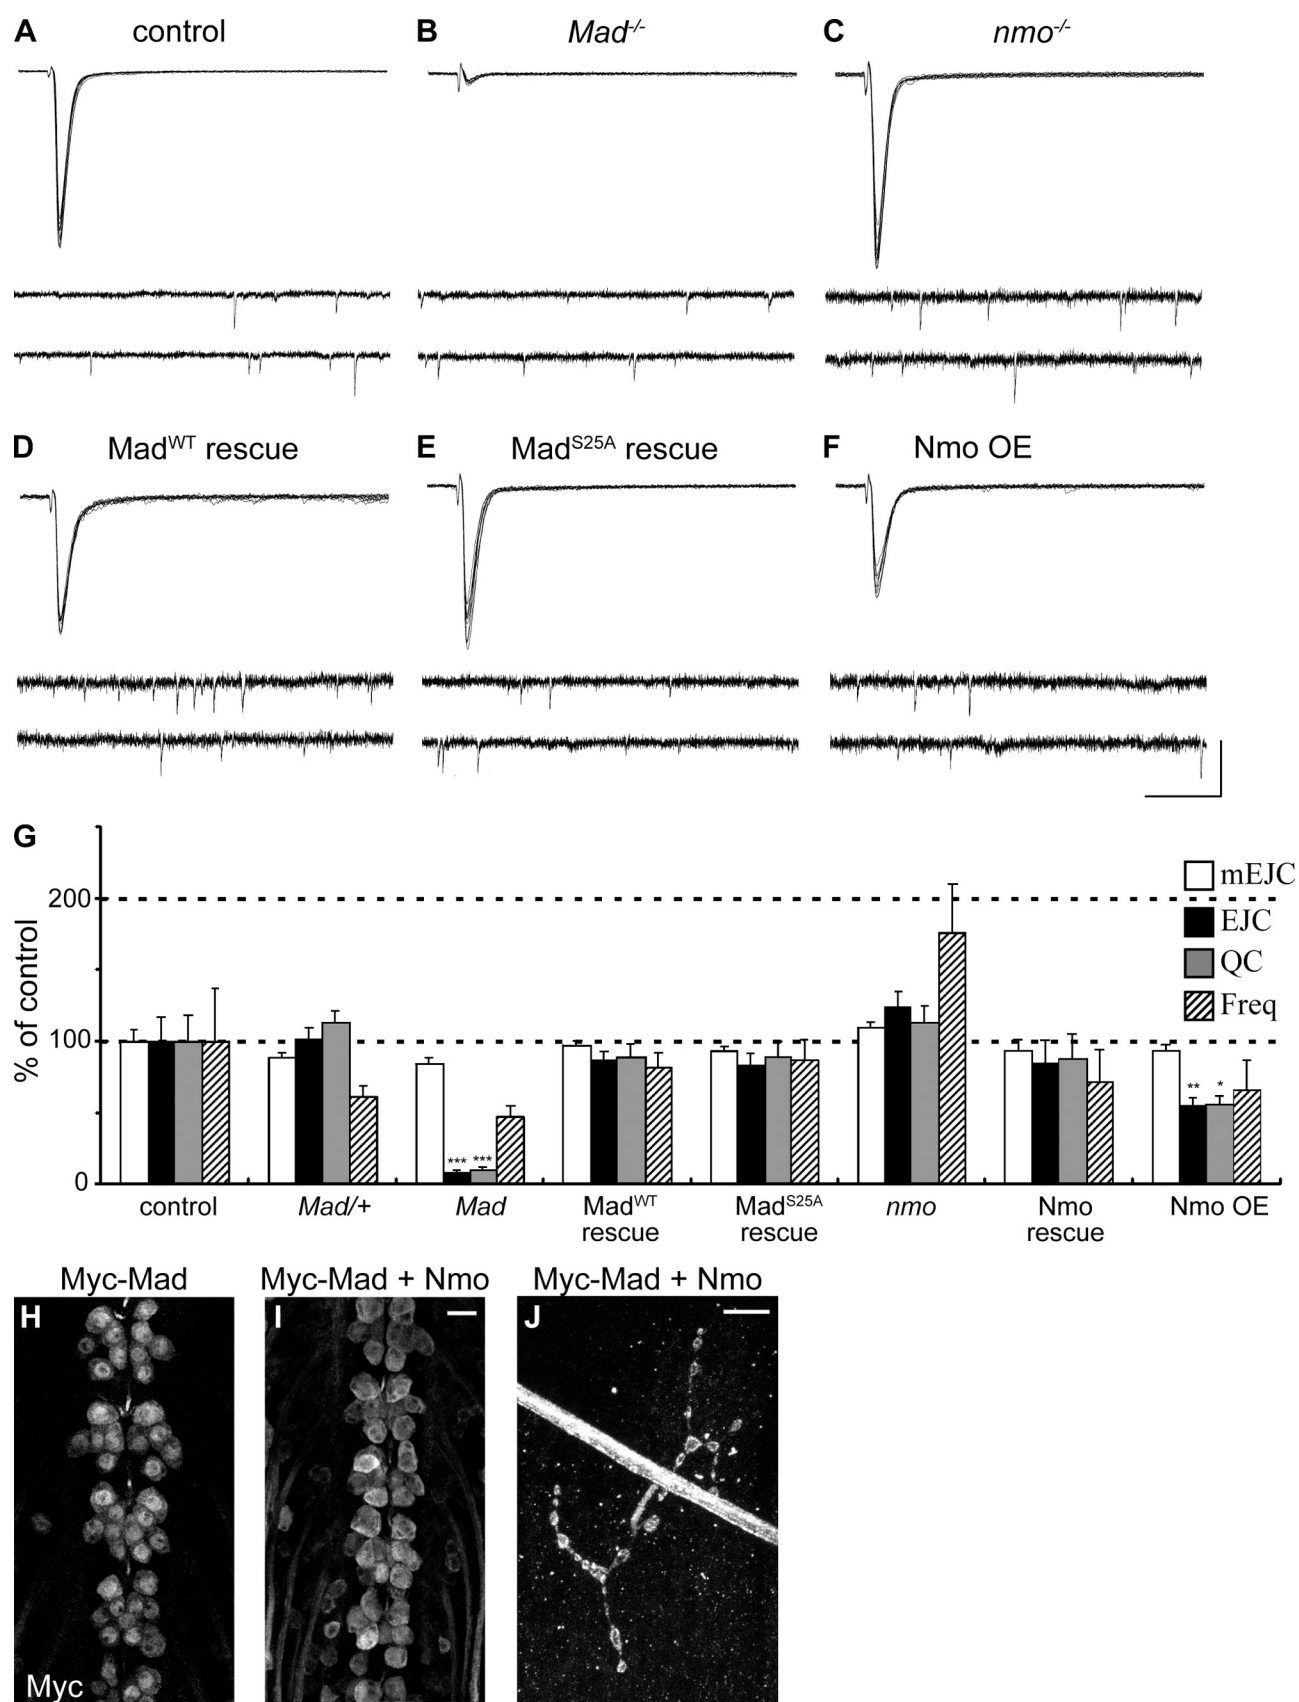 A control B Mad-/- C nmo-/-
D MadWT rescue E MadS25A rescue F Nmo OE
G
% of control
200
100
0
mEJC
EJC
QC
Freq
*** *** ** *
control Mad/+ Mad MadWT rescue MadS25A rescue nmo Nmo rescue Nmo OE
Myc-Mad Myc-Mad + Nmo Myc-Mad + Nmo
H I J
Myc